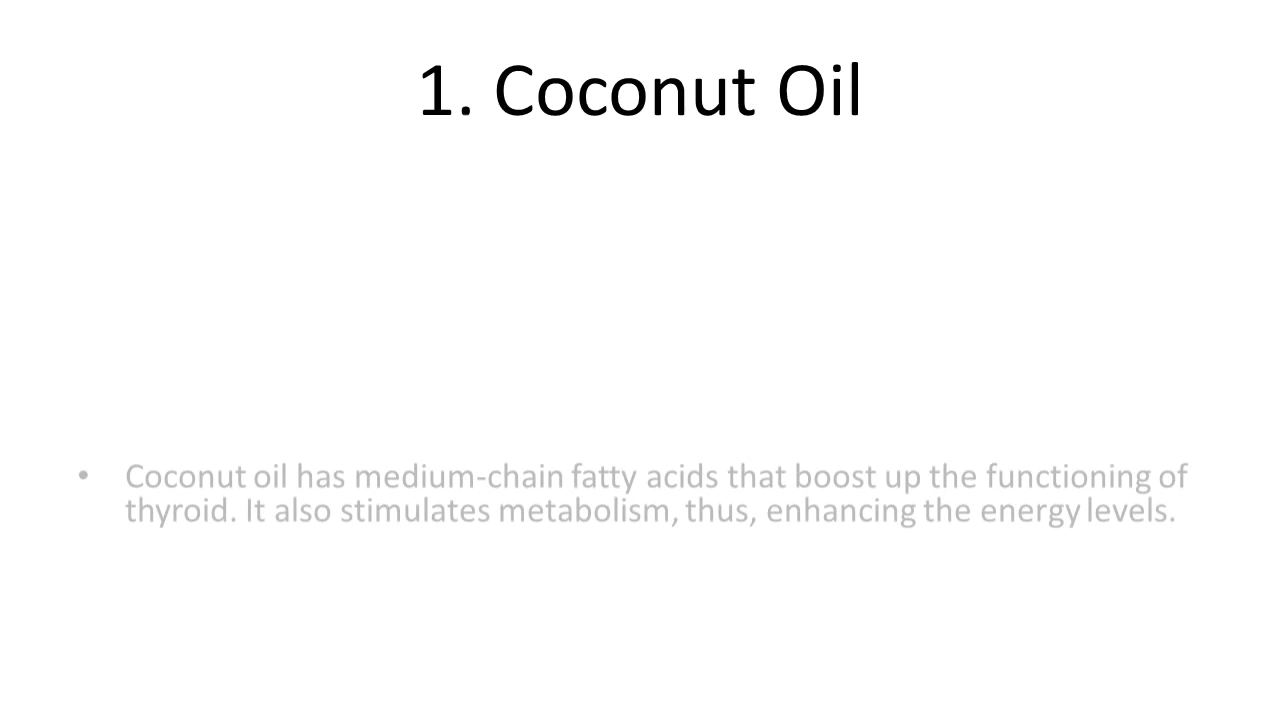 1. Coconut Oil
• Coconut oil has medium-chain fatty acids that boost up the functioning of
thyroid. It also stimulates metabolism, thus, enhancing the energy levels.